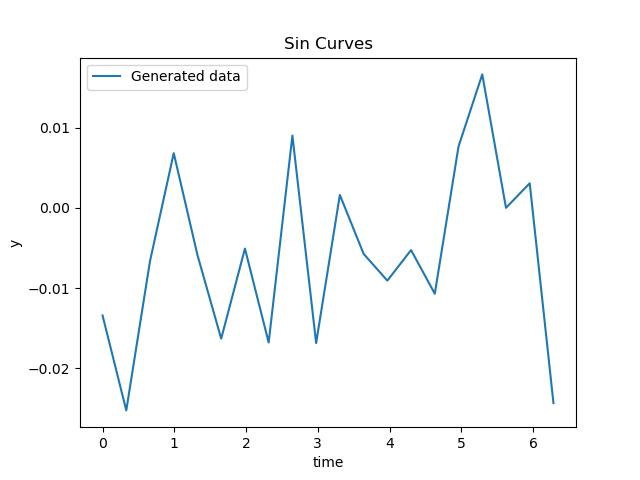 Sin Curves
Generated data
0.01
0.00
−0.01
−0.02
y
0 1 2 3 4 5 6
time